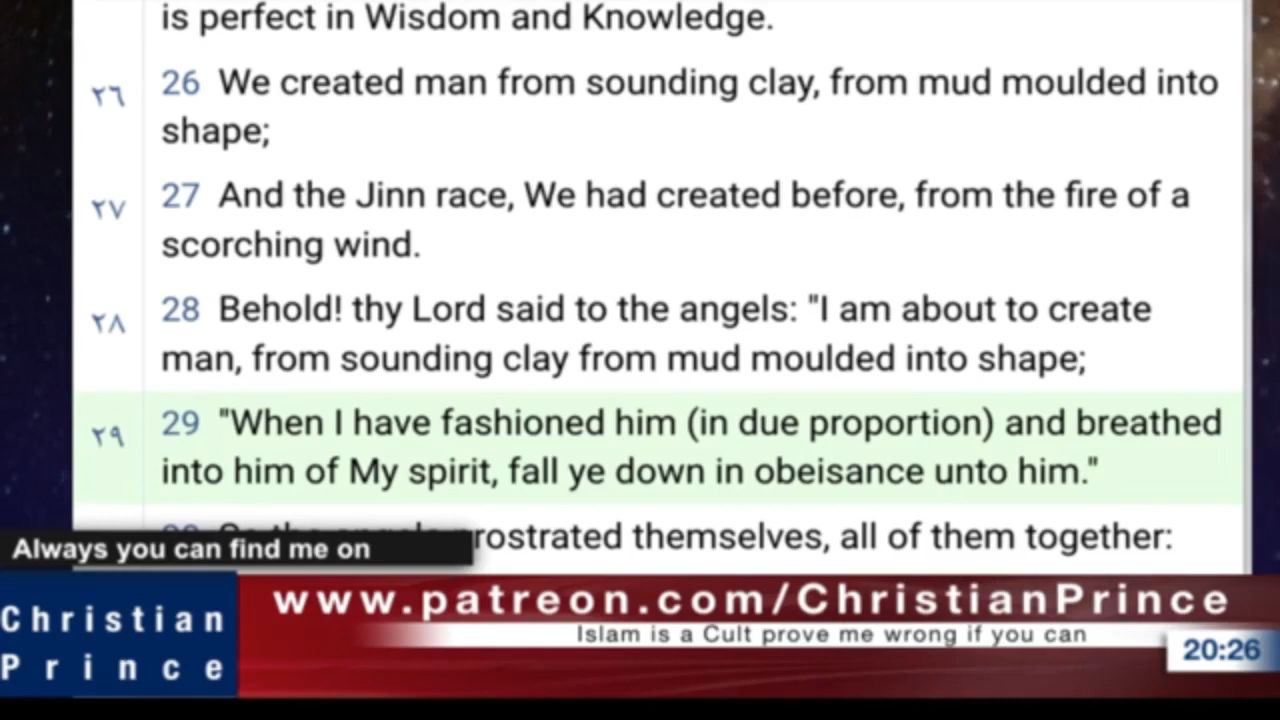 is perfect in Wisdom and Knowledge.
٢٦ 26 We created man from sounding clay, from mud moulded into
shape;
٢٧ 27 And the Jinn race, We had created before, from the fire of a
scorching wind.
٢٨ 28 Behold! thy Lord said to the angels: "I am about to create
man, from sounding clay from mud moulded into shape;
٢٩ 29 "When I have fashioned him (in due proportion) and breathed
into him of My spirit, fall ye down in obeisance unto him."
themselves, all of them together:
Always you can find me on
www.patreon.com/ChristianPrince
Islam is a Cult prove me wrong if you can
Christian
Prince
20:26